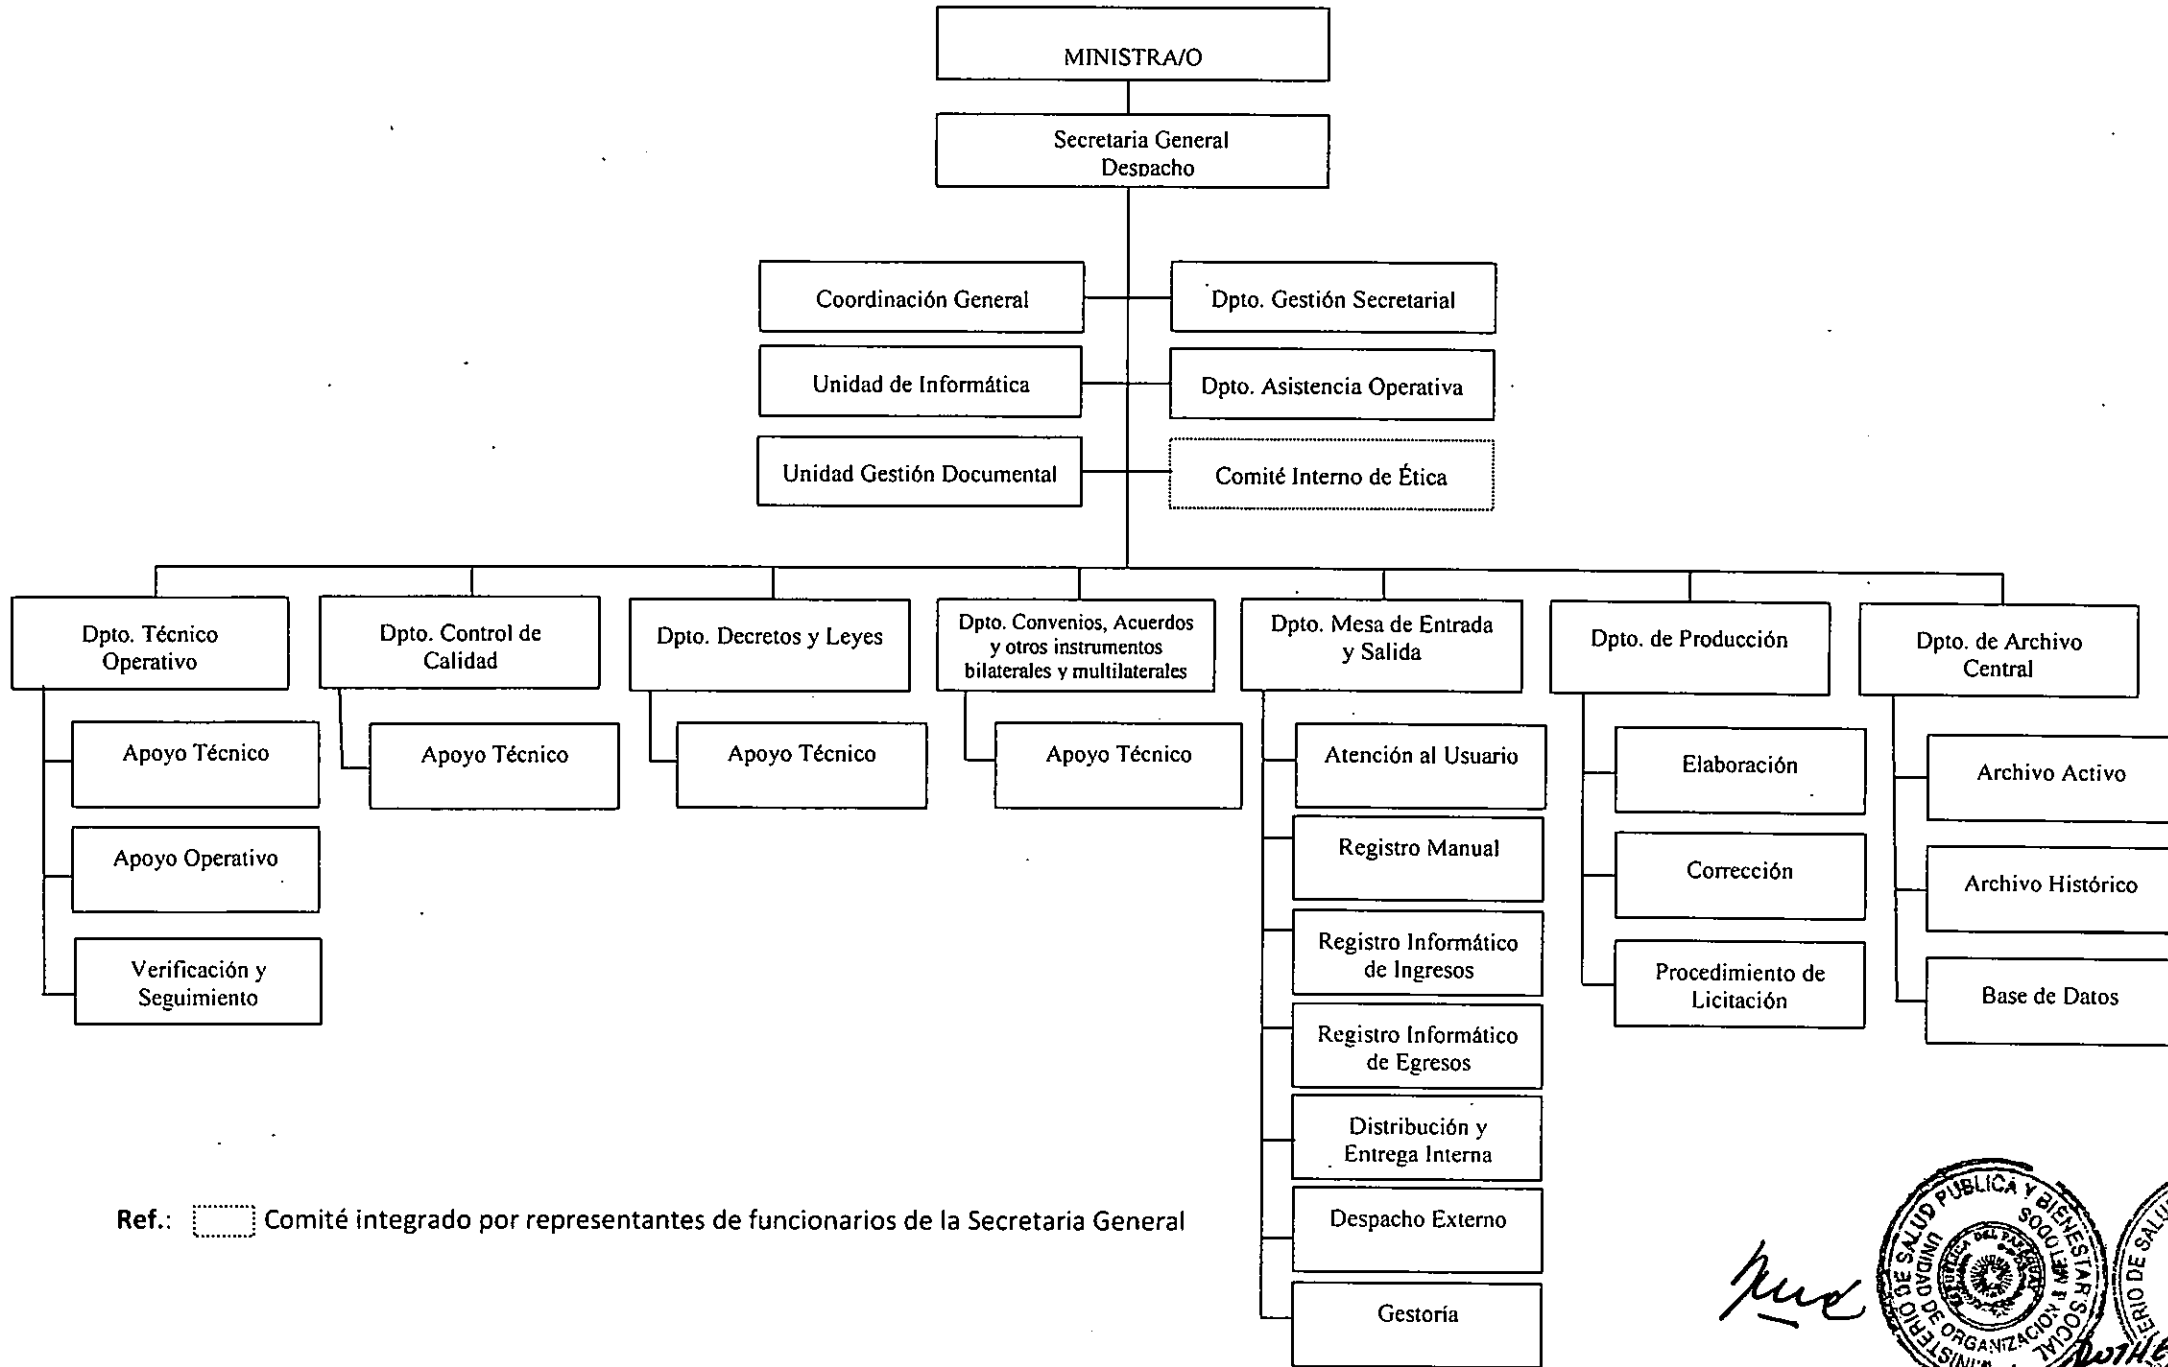 MINISTRA/O
Secretaria General
Despacho
Coordinación General
Dpto. Gestión Secretarial
Unidad de Informática
Dpto. Asistencia Operativa
Unidad Gestión Documental
Comité Interno de Ética
Dpto. Técnico
Operativo
Dpto. Control de
Calidad
Dpto. Decretos y Leyes
Dpto. Convenios, Acuerdos
y otros instrumentos
bilaterales y multilaterales
Dpto. Mesa de Entrada
y Salida
Dpto. de Producción
Dpto. de Archivo
Central
Apoyo Técnico
Apoyo Operativo
Verificación y
Seguimiento
Apoyo Técnico
Apoyo Técnico
Apoyo Técnico
Atención al Usuario
Registro Manual
Registro Informático
de Ingresos
Registro Informático
de Egresos
Distribución y
Entrega Interna
Despacho Externo
Gestoría
Elaboración
Corrección
Procedimiento de
Licitación
Archivo Activo
Archivo Histórico
Base de Datos
Ref.: Comité integrado por representantes de funcionarios de la Secretaria General
MINISTERIO DE SALUD PUBLICA Y BIENESTAR SOCIAL
UNIDAD DE ORGANIZACION Y METODOS